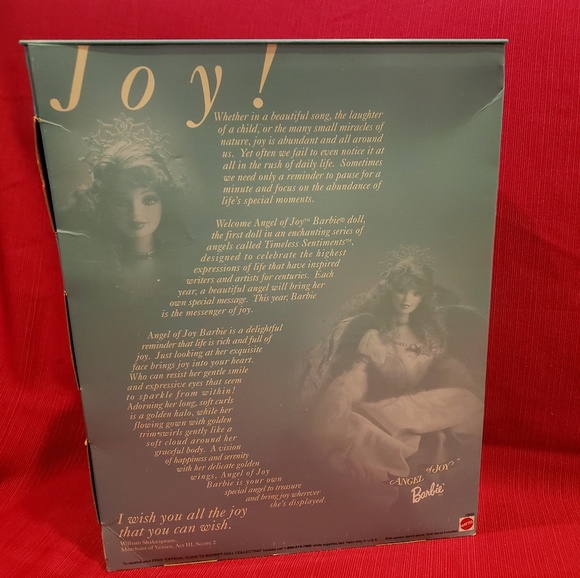 Joy!
Whether in a beautiful song, the laughter
of a child, or the many small miracles of
nature, joy is abundant and all around
us. Yet often we fail to even notice it at
all in the rush of daily life. Sometimes
we need only a reminder to pause for a
minute and focus on the abundance of
life's special moments.
Welcome Angel of Joy™ Barbie® doll,
the first doll in an enchanting series of
angels called Timeless Sentiments™,
designed to celebrate the highest
expressions of life that have inspired
writers and artists for centuries. Each
year, a beautiful angel will bring her
own special message. This year, Barbie
is the messenger of joy.
Angel of Joy Barbie is a delightful
reminder that life is rich and full of
joy. Just looking at her exquisite
face brings joy into your heart.
Who can resist her gentle smile
and expressive eyes that seem
to sparkle from within!
Adorning her long, soft curls
is a golden halo, while her
flowing gown with golden
trim swirls gently like a
soft cloud around her
graceful body. A vision
of happiness and serenity
with her delicate golden
wings, Angel of Joy
Barbie is your own
special angel to treasure
and bring joy wherever
she's displayed.
ANGEL of JOY™
Barbie®
I wish you all the joy
that you can wish.
William Shakespeare,
Merchant of Venice, Act III, Scene 2
MATTEL